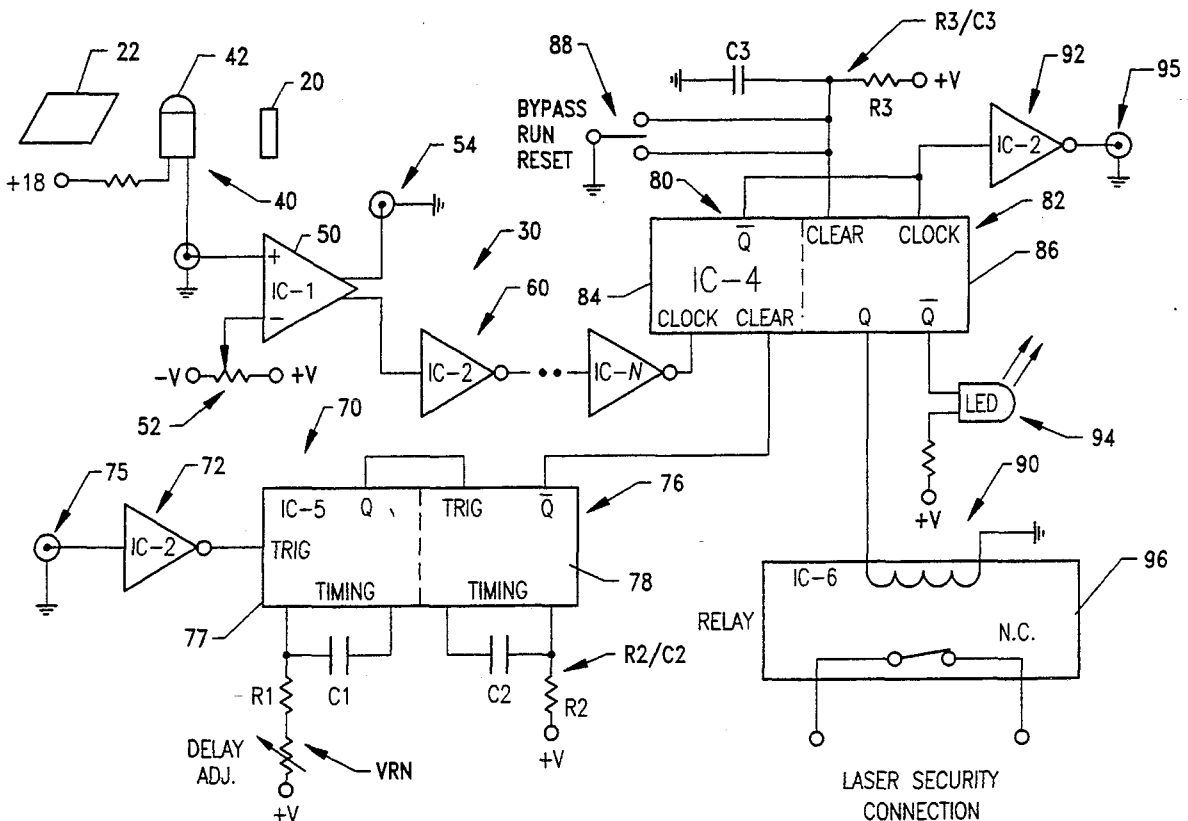 22
42
20
+18
40
54
50
+
IC-1
−
30
-V
+V
52
60
IC-2
IC-N
R3/C3
C3
88
+V
R3
BYPASS
RUN
RESET
92
IC-2
95
80
82
Q
CLEAR
CLOCK
IC-4
84
86
CLOCK
CLEAR
Q
Q
LED
94
+V
70
75
72
IC-2
IC-5
Q
TRIG
Q
76
TRIG
TIMING
TIMING
78
77
R1
C1
C2
R2/C2
R2
+V
DELAY
ADJ.
VRN
+V
90
IC-6
96
RELAY
N.C.
LASER SECURITY
CONNECTION